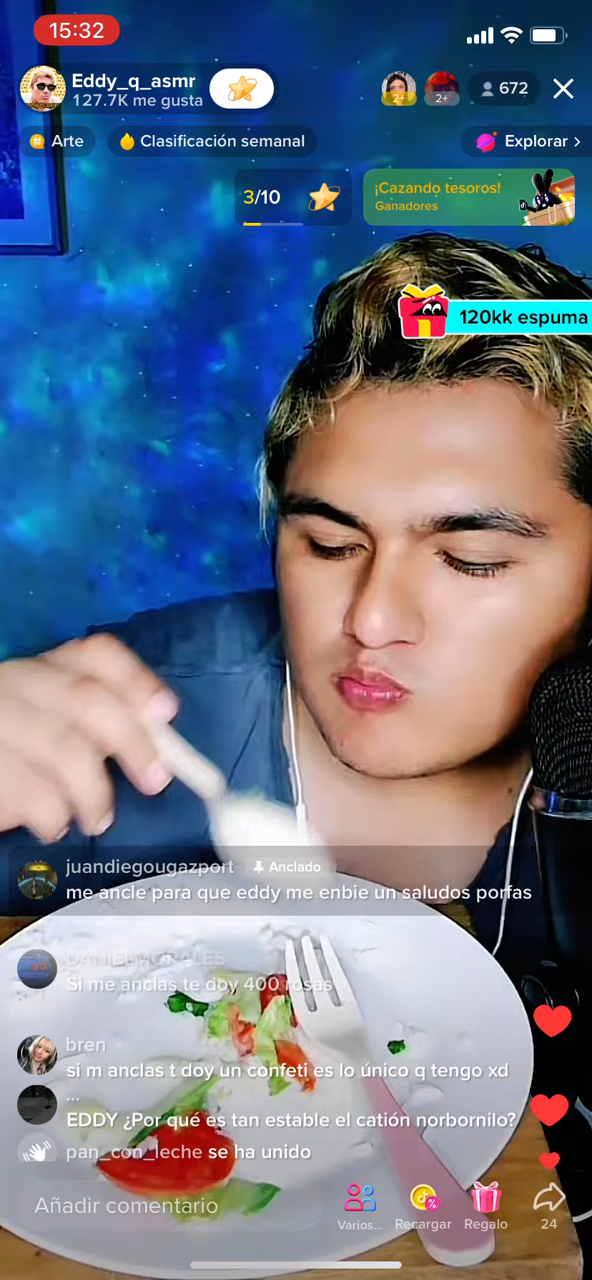 15:32
Eddy_q_asmr
127.7K me gusta
2+
2+
672
Arte
Clasificación semanal
Explorar >
3/10
¡Cazando tesoros!
Ganadores
120kk espuma
juandiegougazport
Anclado
me ancle para que eddy me enbie un saludos porfas
DANIELMORALES
Si me anclas te doy 400 rosas
bren
si m anclas t doy un confeti es lo único q tengo xd
...
EDDY ¿Por qué es tan estable el catión norbornilo?
pan_con_leche se ha unido
Añadir comentario
Varios...
Recargar
Regalo
24